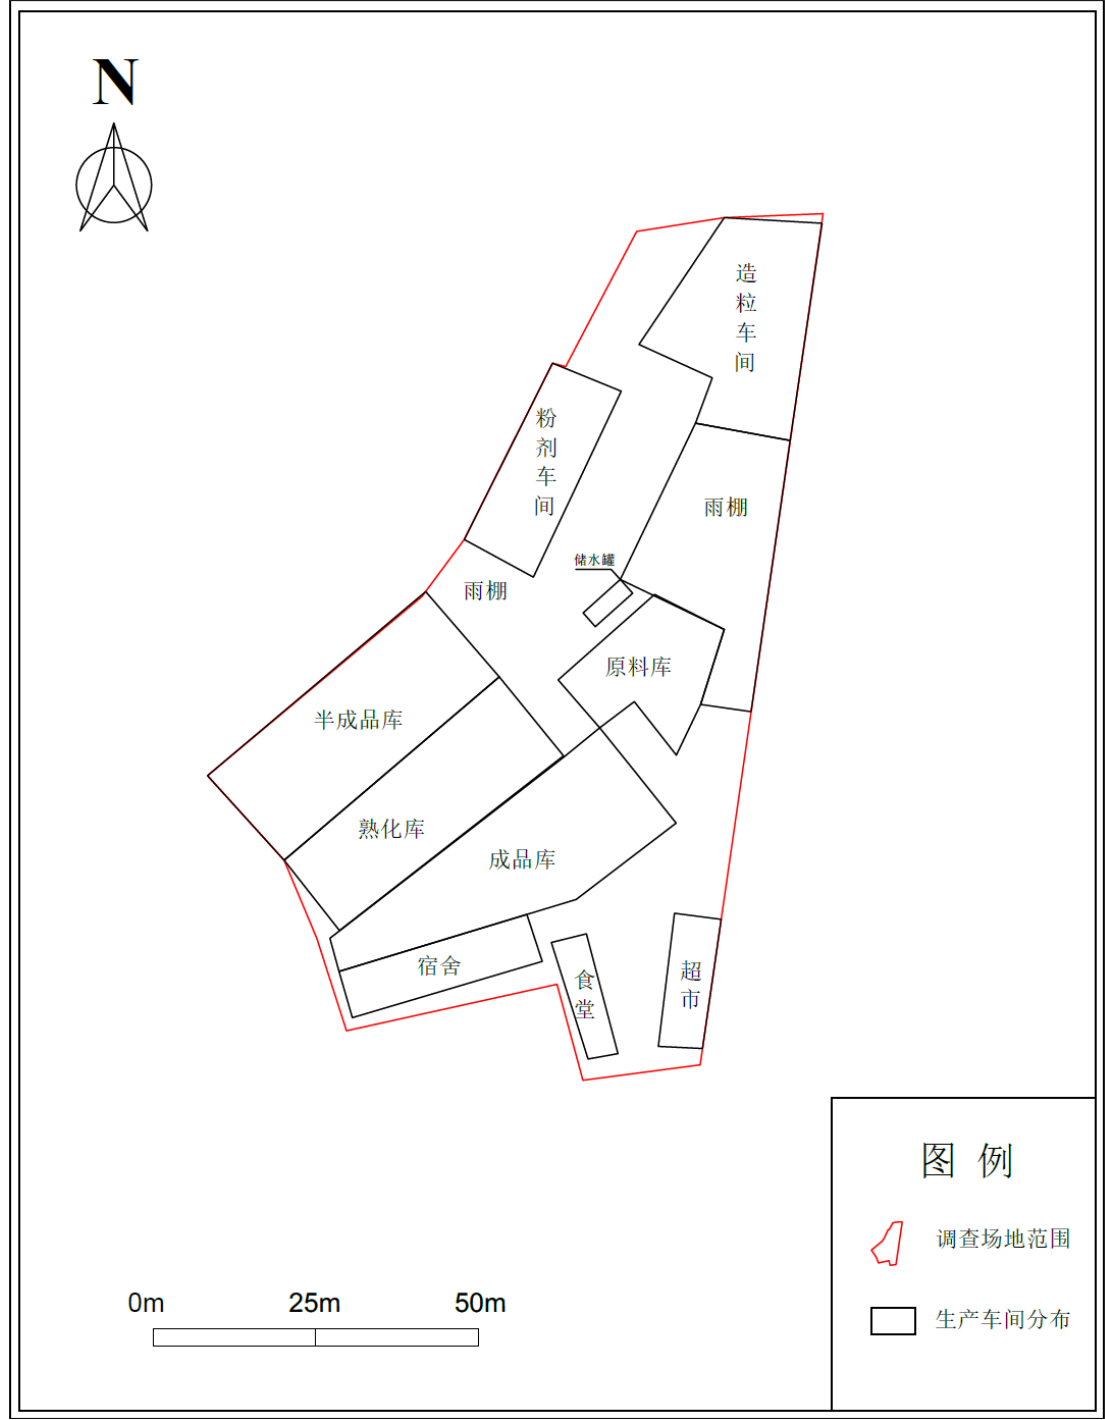 N
造粒车间
粉剂车间
雨棚
储水罐
雨棚
原料库
半成品库
熟化库
成品库
宿舍
食堂
超市
图例
调查场地范围
生产车间分布
0m 25m 50m